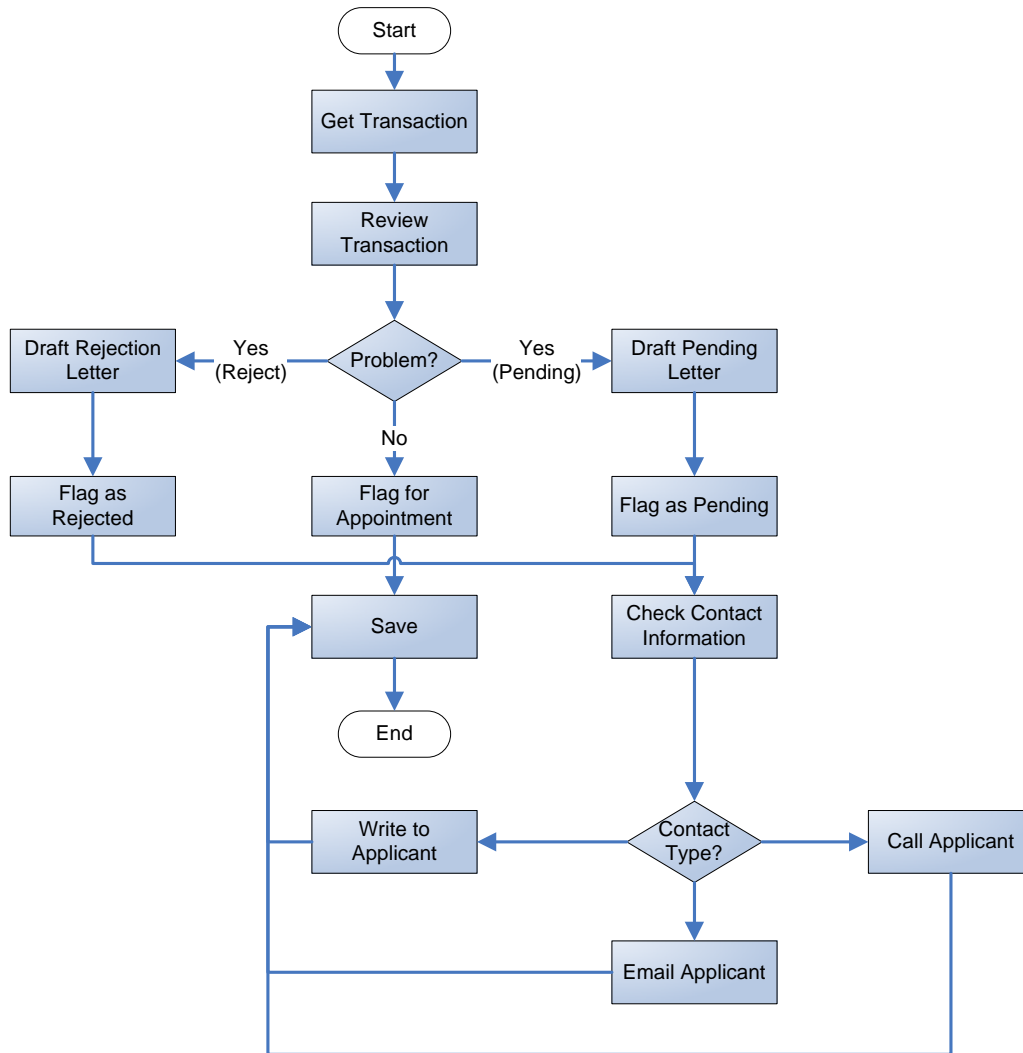 Start
Get Transaction
Review
Transaction
Problem?
Yes
(Reject)
Yes
(Pending)
Draft Rejection
Letter
Draft Pending
Letter
No
Flag as
Rejected
Flag for
Appointment
Flag as Pending
Save
Check Contact
Information
End
Write to
Applicant
Contact
Type?
Call Applicant
Email Applicant